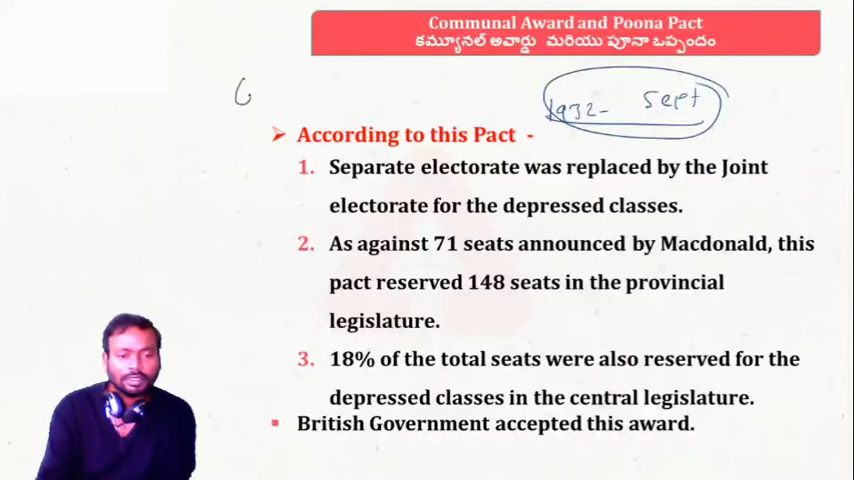 Communal Award and Poona Pact
కమ్యూనల్ అవార్డు మరియు పూనా ఒప్పందం
1932- Sept
➢ According to this Pact -
1. Separate electorate was replaced by the Joint
electorate for the depressed classes.
2. As against 71 seats announced by Macdonald, this
pact reserved 148 seats in the provincial
legislature.
3. 18% of the total seats were also reserved for the
depressed classes in the central legislature.
▪ British Government accepted this award.